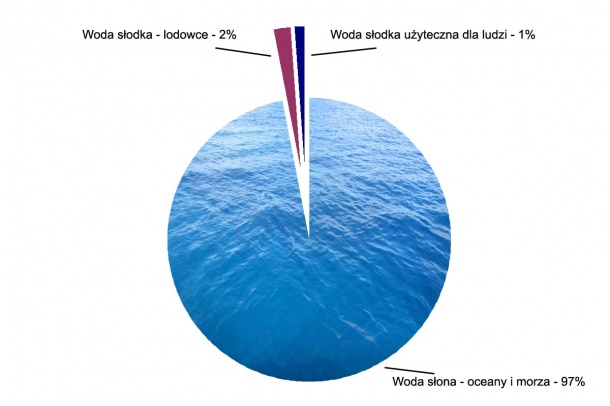 Woda słodka - lodowce - 2%
Woda słodka użyteczna dla ludzi - 1%
Woda słona - oceany i morza - 97%